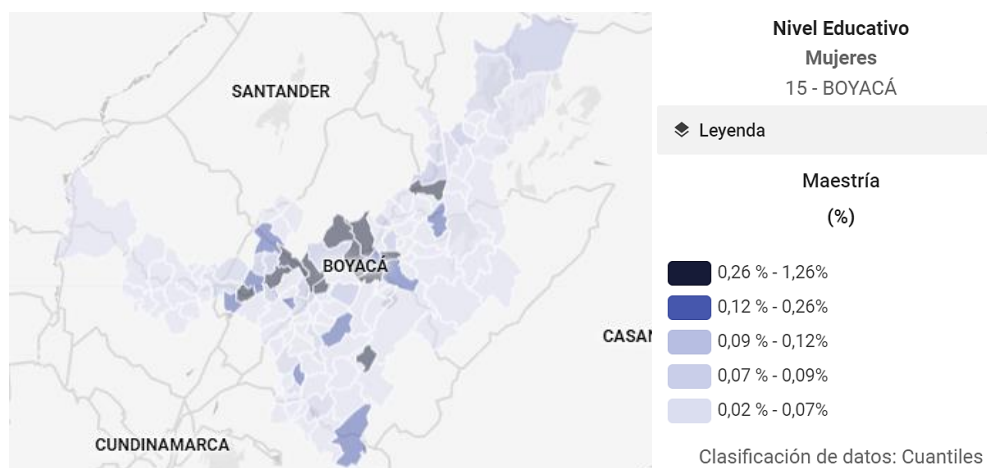 SANTANDER
BOYACÁ
CASAN
CUNDINAMARCA
Nivel Educativo
Mujeres
15 - BOYACÁ
Leyenda
Maestría
(%)
0,26 % - 1,26%
0,12 % - 0,26%
0,09 % - 0,12%
0,07 % - 0,09%
0,02 % - 0,07%
Clasificación de datos: Cuantiles